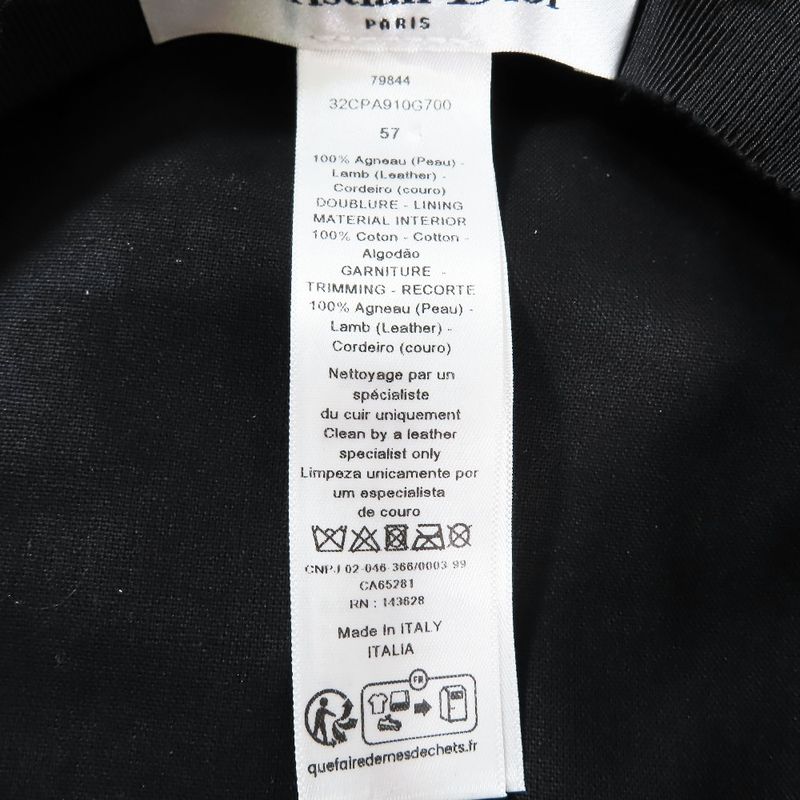 PARIS
79844
32CPA910G700
57
100% Agneau (Peau) -
Lamb (Leather) -
Cordeiro (couro)
DOUBLURE - LINING
MATERIAL INTERIOR
100% Coton - Cotton -
Algodão
GARNITURE -
TRIMMING - RECORTE
100% Agneau (Peau) -
Lamb (Leather) -
Cordeiro (couro)
Nettoyage par un
spécialiste
du cuir uniquement
Clean by a leather
specialist only
Limpeza unicamente por
um especialista
de couro
CNPJ 02-046-366/0003-99
CA65281
RN : 143628
Made In ITALY
ITALIA
FR
quefairedemesdechets.fr